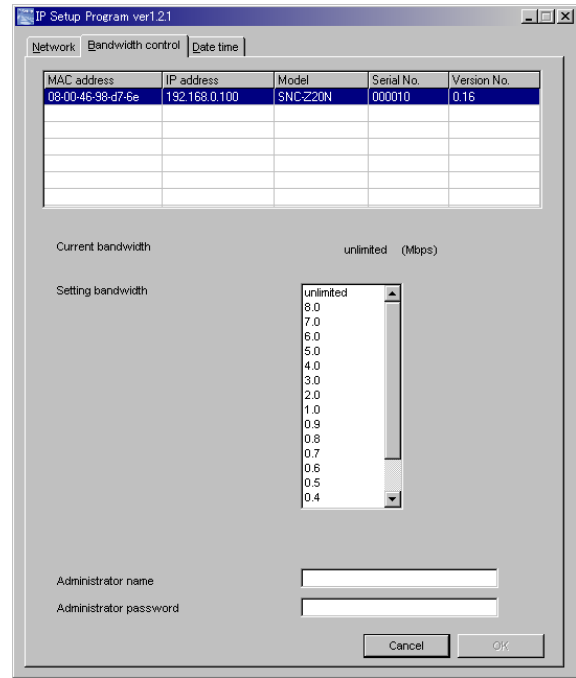 IP Setup Program ver1.2.1
Network Bandwidth control Date time
MAC address IP address Model Serial No. Version No.
08-00-46-98-d7-6e 192.168.0.100 SNC-Z20N 000010 0.16
Current bandwidth unlimited (Mbps)
Setting bandwidth
unlimited
8.0
7.0
6.0
5.0
4.0
3.0
2.0
1.0
0.9
0.8
0.7
0.6
0.5
0.4
Administrator name
Administrator password
Cancel OK